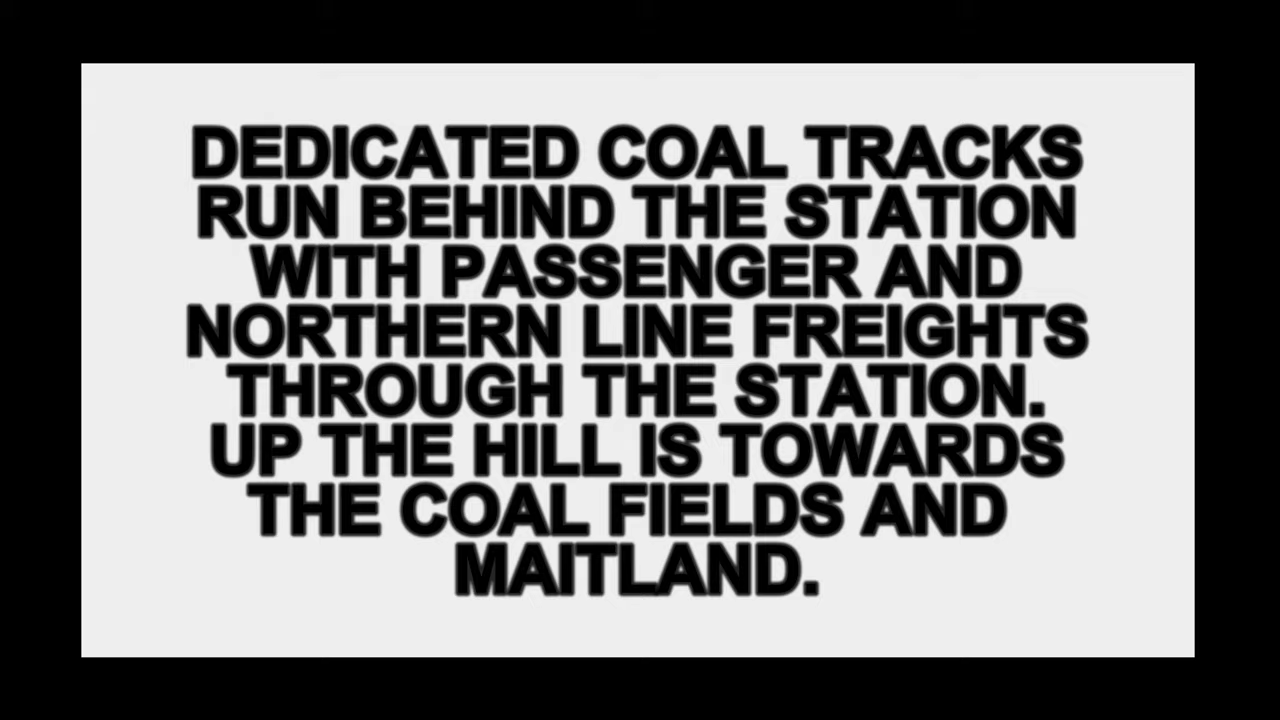 DEDICATED COAL TRACKS
RUN BEHIND THE STATION
WITH PASSENGER AND
NORTHERN LINE FREIGHTS
THROUGH THE STATION.
UP THE HILL IS TOWARDS
THE COAL FIELDS AND
MAITLAND.